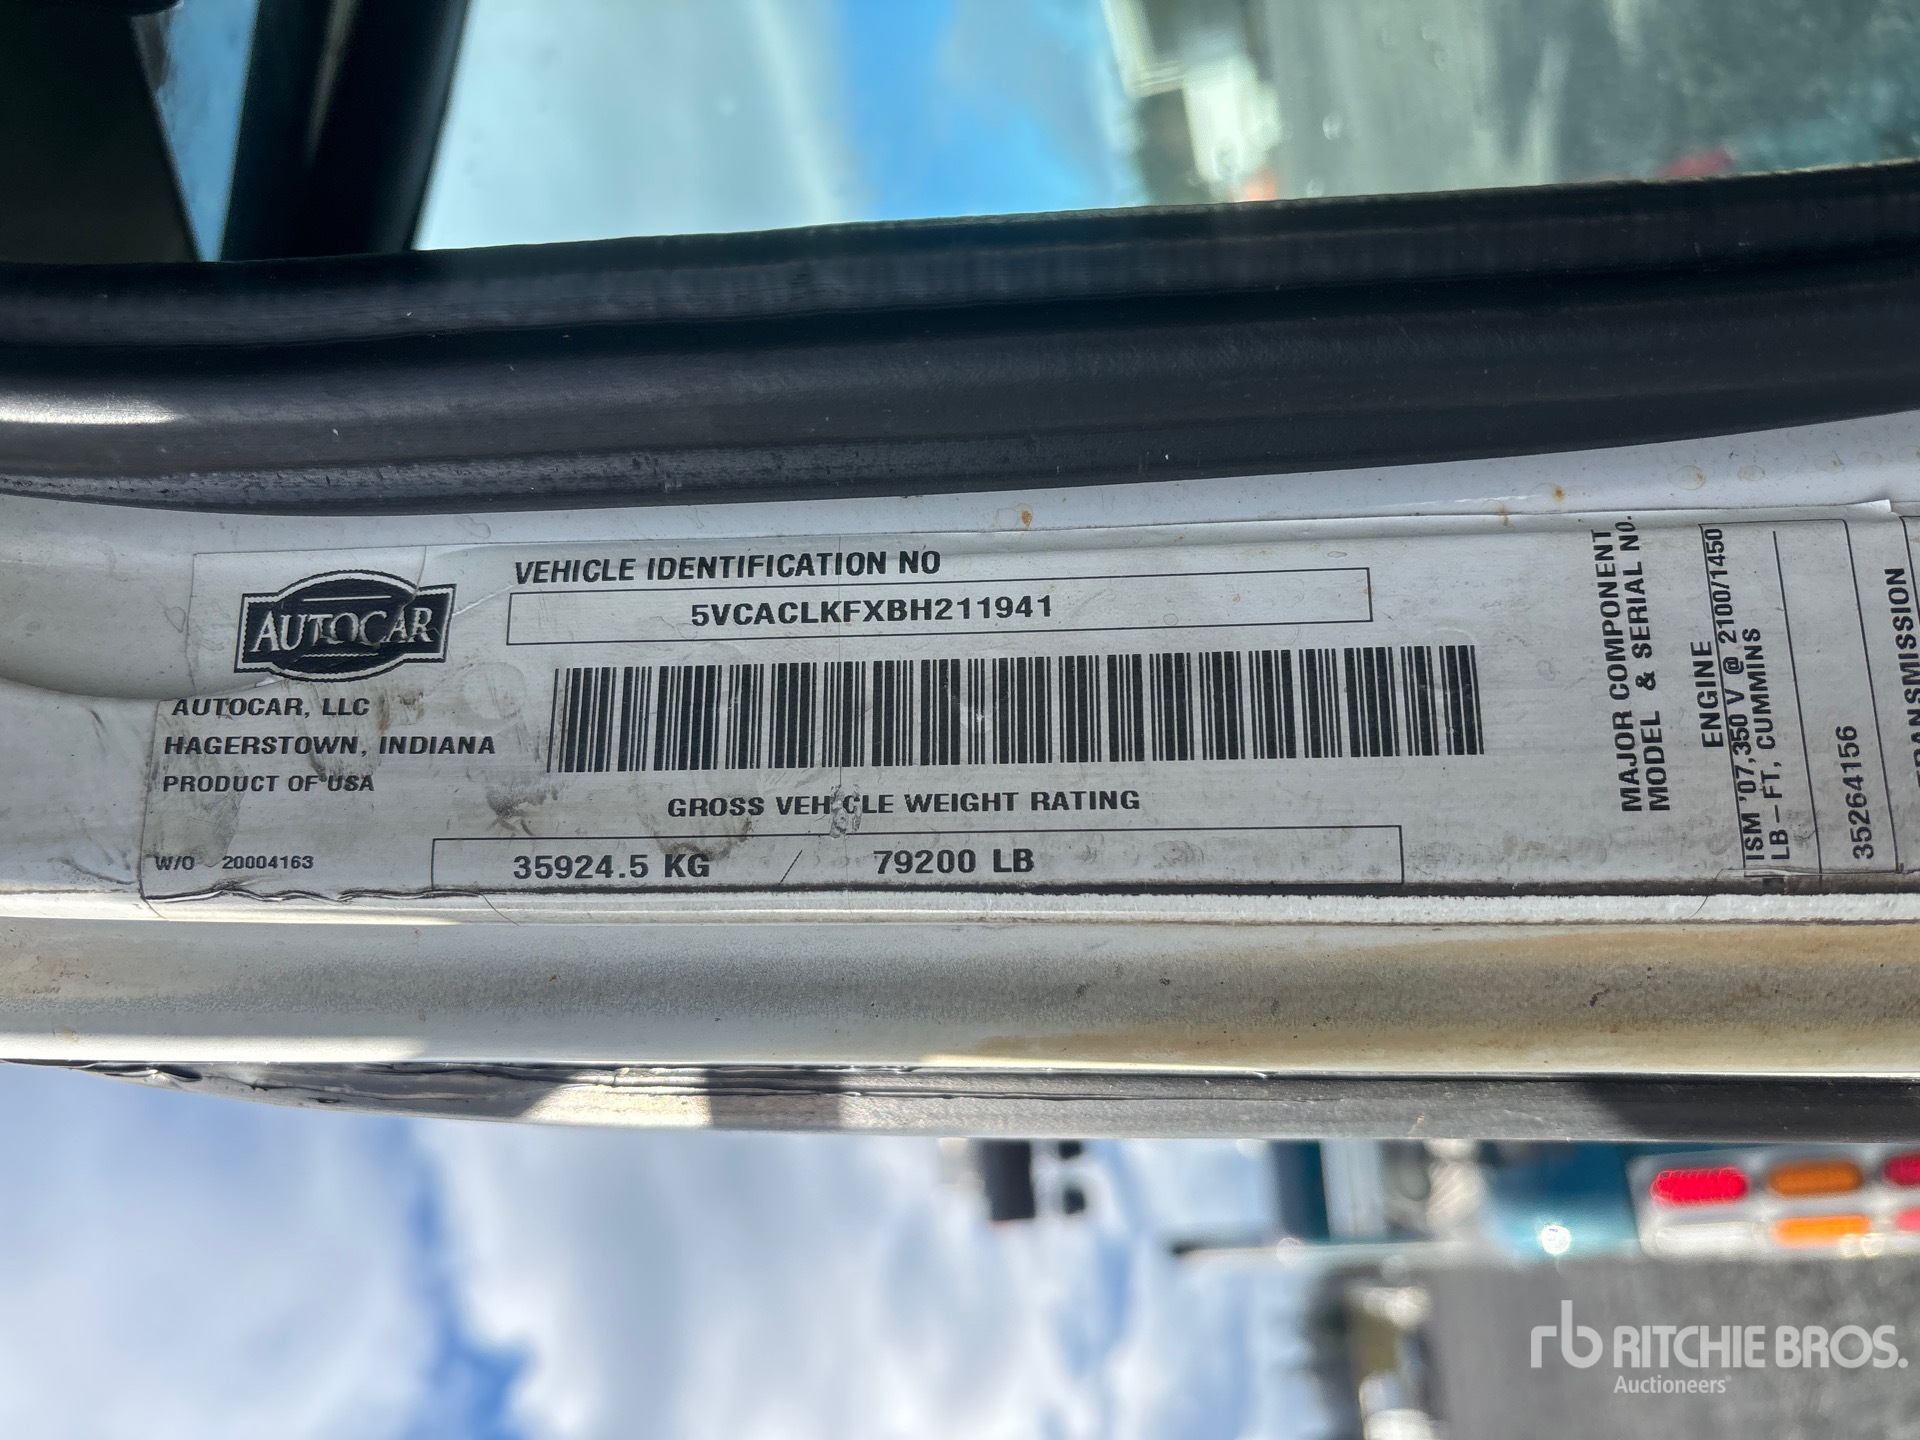 AUTOCAR
AUTOCAR, LLC
HAGERSTOWN, INDIANA
PRODUCT OF USA
W/O 20004163
VEHICLE IDENTIFICATION NO
5VCACLKFXBH211941
GROSS VEHICLE WEIGHT RATING
35924.5 KG / 79200 LB
MAJOR COMPONENT
MODEL & SERIAL NO.
ENGINE
ISM '07,350 V @ 2100/1450
LB-FT, CUMMINS
35264156
TRANSMISSION
rb RITCHIE BROS.
Auctioneers